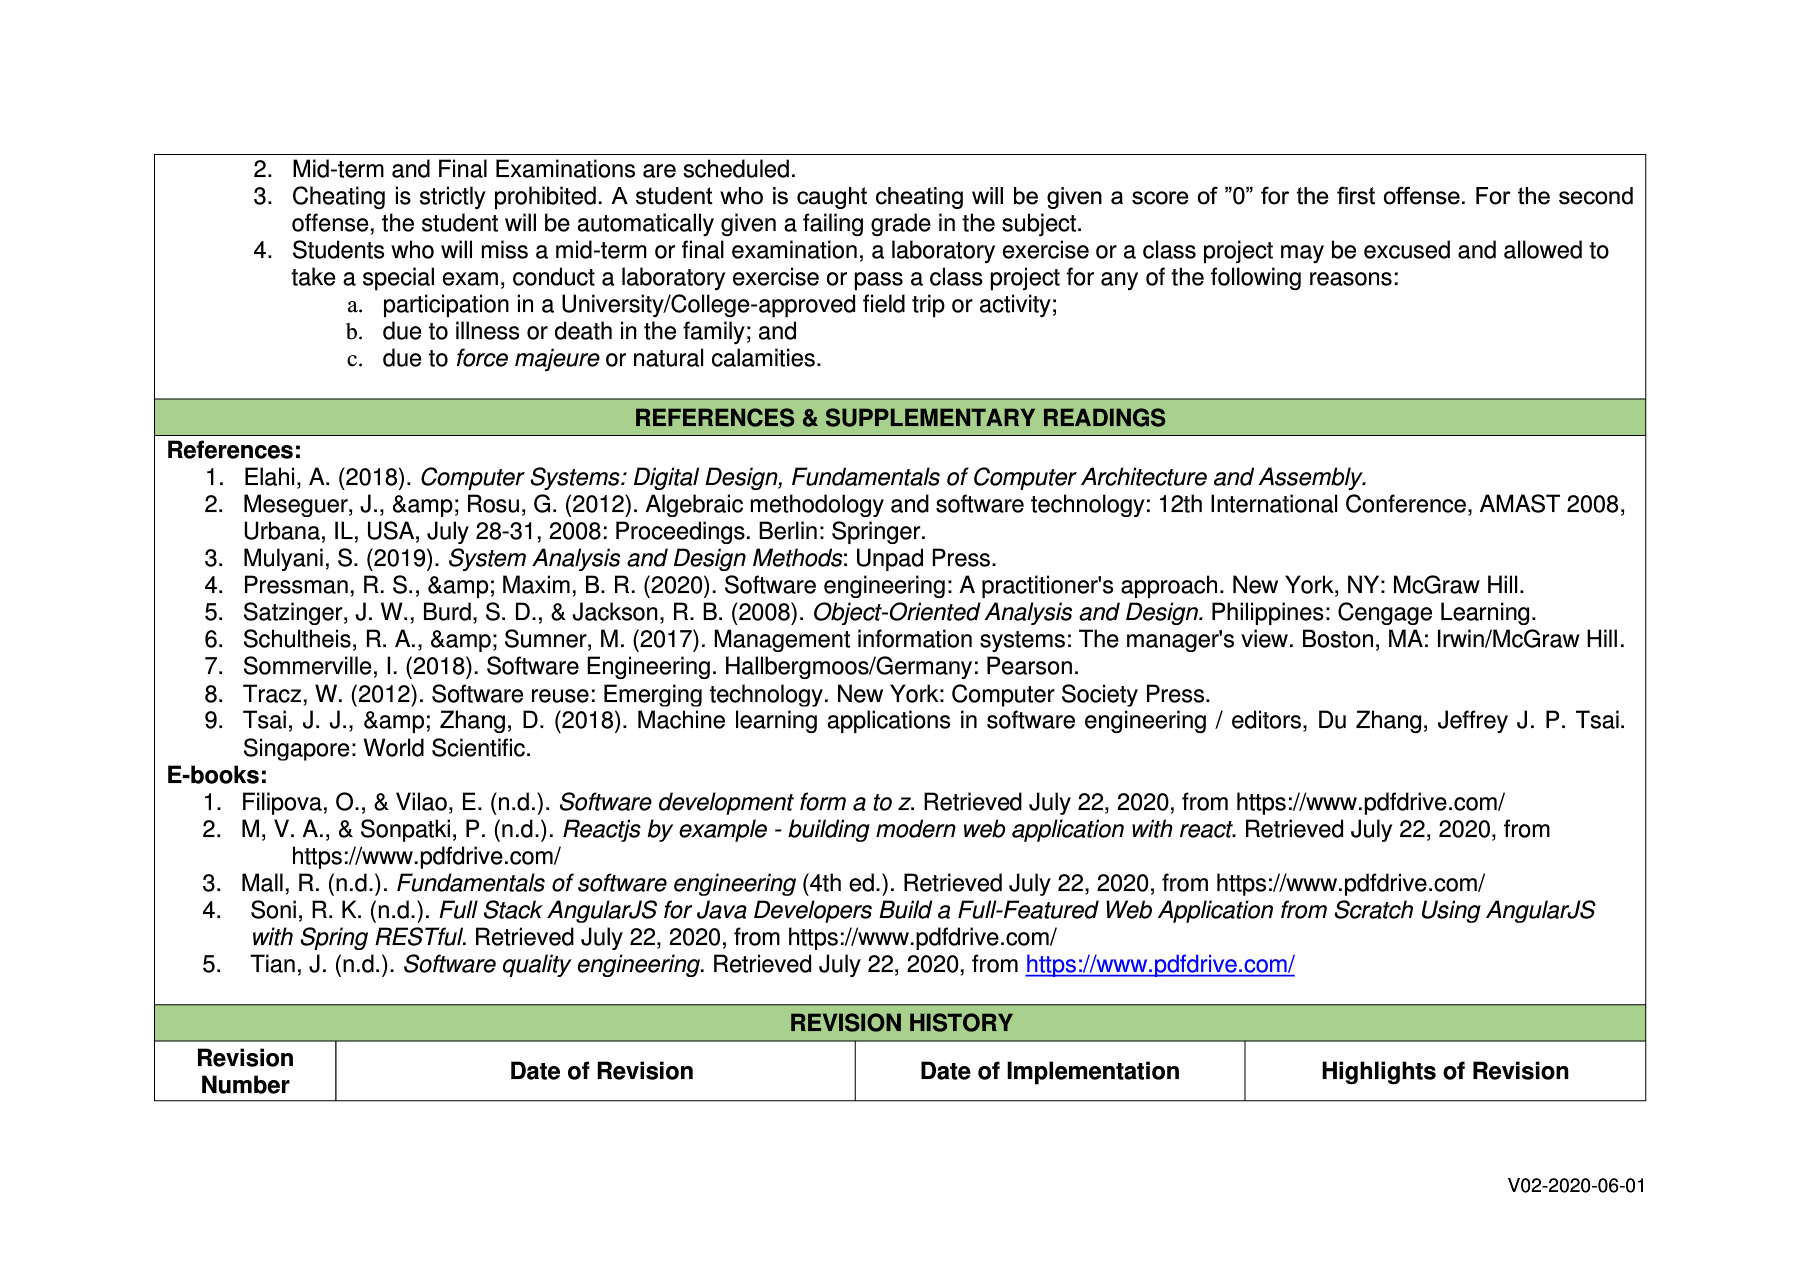 2. Mid-term and Final Examinations are scheduled.
3. Cheating is strictly prohibited. A student who is caught cheating will be given a score of ”0” for the first offense. For the second
offense, the student will be automatically given a failing grade in the subject.
4. Students who will miss a mid-term or final examination, a laboratory exercise or a class project may be excused and allowed to
take a special exam, conduct a laboratory exercise or pass a class project for any of the following reasons:
a. participation in a University/College-approved field trip or activity;
b. due to illness or death in the family; and
c. due to force majeure or natural calamities.
REFERENCES & SUPPLEMENTARY READINGS
References:
1. Elahi, A. (2018). Computer Systems: Digital Design, Fundamentals of Computer Architecture and Assembly.
2. Meseguer, J., &amp; Rosu, G. (2012). Algebraic methodology and software technology: 12th International Conference, AMAST 2008,
Urbana, IL, USA, July 28-31, 2008: Proceedings. Berlin: Springer.
3. Mulyani, S. (2019). System Analysis and Design Methods: Unpad Press.
4. Pressman, R. S., &amp; Maxim, B. R. (2020). Software engineering: A practitioner's approach. New York, NY: McGraw Hill.
5. Satzinger, J. W., Burd, S. D., & Jackson, R. B. (2008). Object-Oriented Analysis and Design. Philippines: Cengage Learning.
6. Schultheis, R. A., &amp; Sumner, M. (2017). Management information systems: The manager's view. Boston, MA: Irwin/McGraw Hill.
7. Sommerville, I. (2018). Software Engineering. Hallbergmoos/Germany: Pearson.
8. Tracz, W. (2012). Software reuse: Emerging technology. New York: Computer Society Press.
9. Tsai, J. J., &amp; Zhang, D. (2018). Machine learning applications in software engineering / editors, Du Zhang, Jeffrey J. P. Tsai.
Singapore: World Scientific.
E-books:
1. Filipova, O., & Vilao, E. (n.d.). Software development form a to z. Retrieved July 22, 2020, from https://www.pdfdrive.com/
2. M, V. A., & Sonpatki, P. (n.d.). Reactjs by example - building modern web application with react. Retrieved July 22, 2020, from
https://www.pdfdrive.com/
3. Mall, R. (n.d.). Fundamentals of software engineering (4th ed.). Retrieved July 22, 2020, from https://www.pdfdrive.com/
4. Soni, R. K. (n.d.). Full Stack AngularJS for Java Developers Build a Full-Featured Web Application from Scratch Using AngularJS
with Spring RESTful. Retrieved July 22, 2020, from https://www.pdfdrive.com/
5. Tian, J. (n.d.). Software quality engineering. Retrieved July 22, 2020, from https://www.pdfdrive.com/
REVISION HISTORY
Revision
Number
Date of Revision
Date of Implementation
Highlights of Revision
V02-2020-06-01